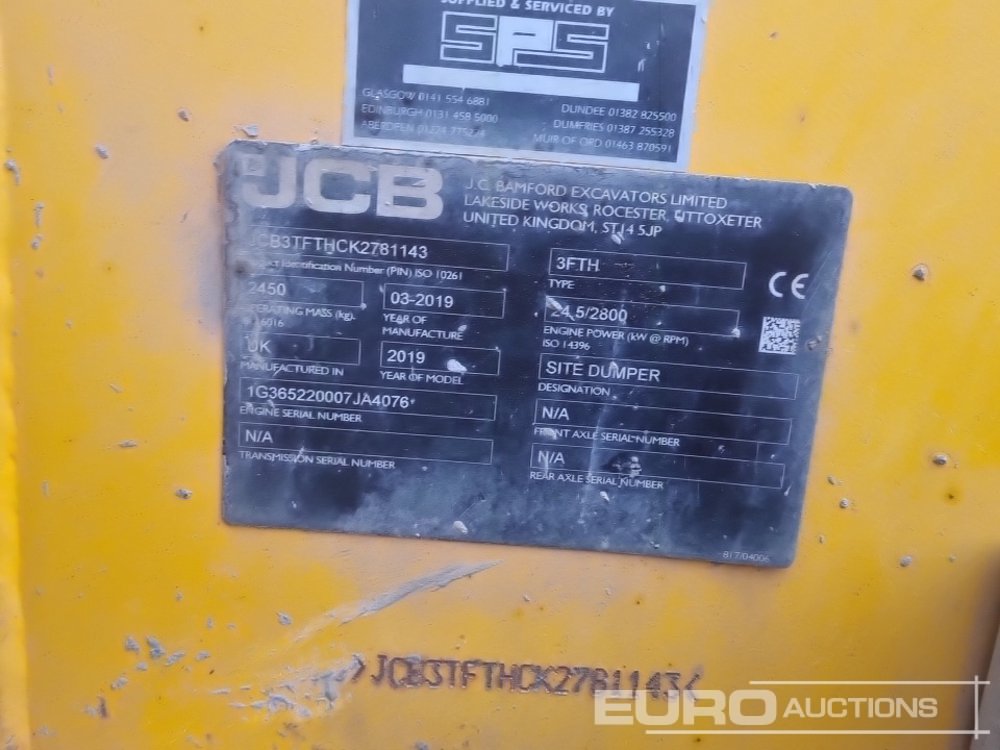 SUPPLIED & SERVICED BY
SPS
GLASGOW 0141 554 6881
EDINBURGH 0131 458 5000
ABERDEEN 01224 775224
DUNDEE 01382 825500
DUMFRIES 01387 255328
MUIR OF ORD 01463 870591
JCB
J.C. BAMFORD EXCAVATORS LIMITED
LAKESIDE WORKS, ROCESTER, UTTOXETER
UNITED KINGDOM, ST14 5JP
JCB3TFTHCK2781143
Product Identification Number (PIN) ISO 10261
2450
OPERATING MASS (kg).
ISO 6016
03-2019
YEAR OF
MANUFACTURE
UK
MANUFACTURED IN
2019
YEAR OF MODEL
1G365220007JA4076*
ENGINE SERIAL NUMBER
N/A
TRANSMISSION SERIAL NUMBER
3FTH
TYPE
24.5/2800
ENGINE POWER (kW @ RPM)
ISO 14396
SITE DUMPER
DESIGNATION
N/A
FRONT AXLE SERIAL NUMBER
N/A
REAR AXLE SERIAL NUMBER
CE
817/04006
>JCB3TFTHCK2781143<
EURO AUCTIONS